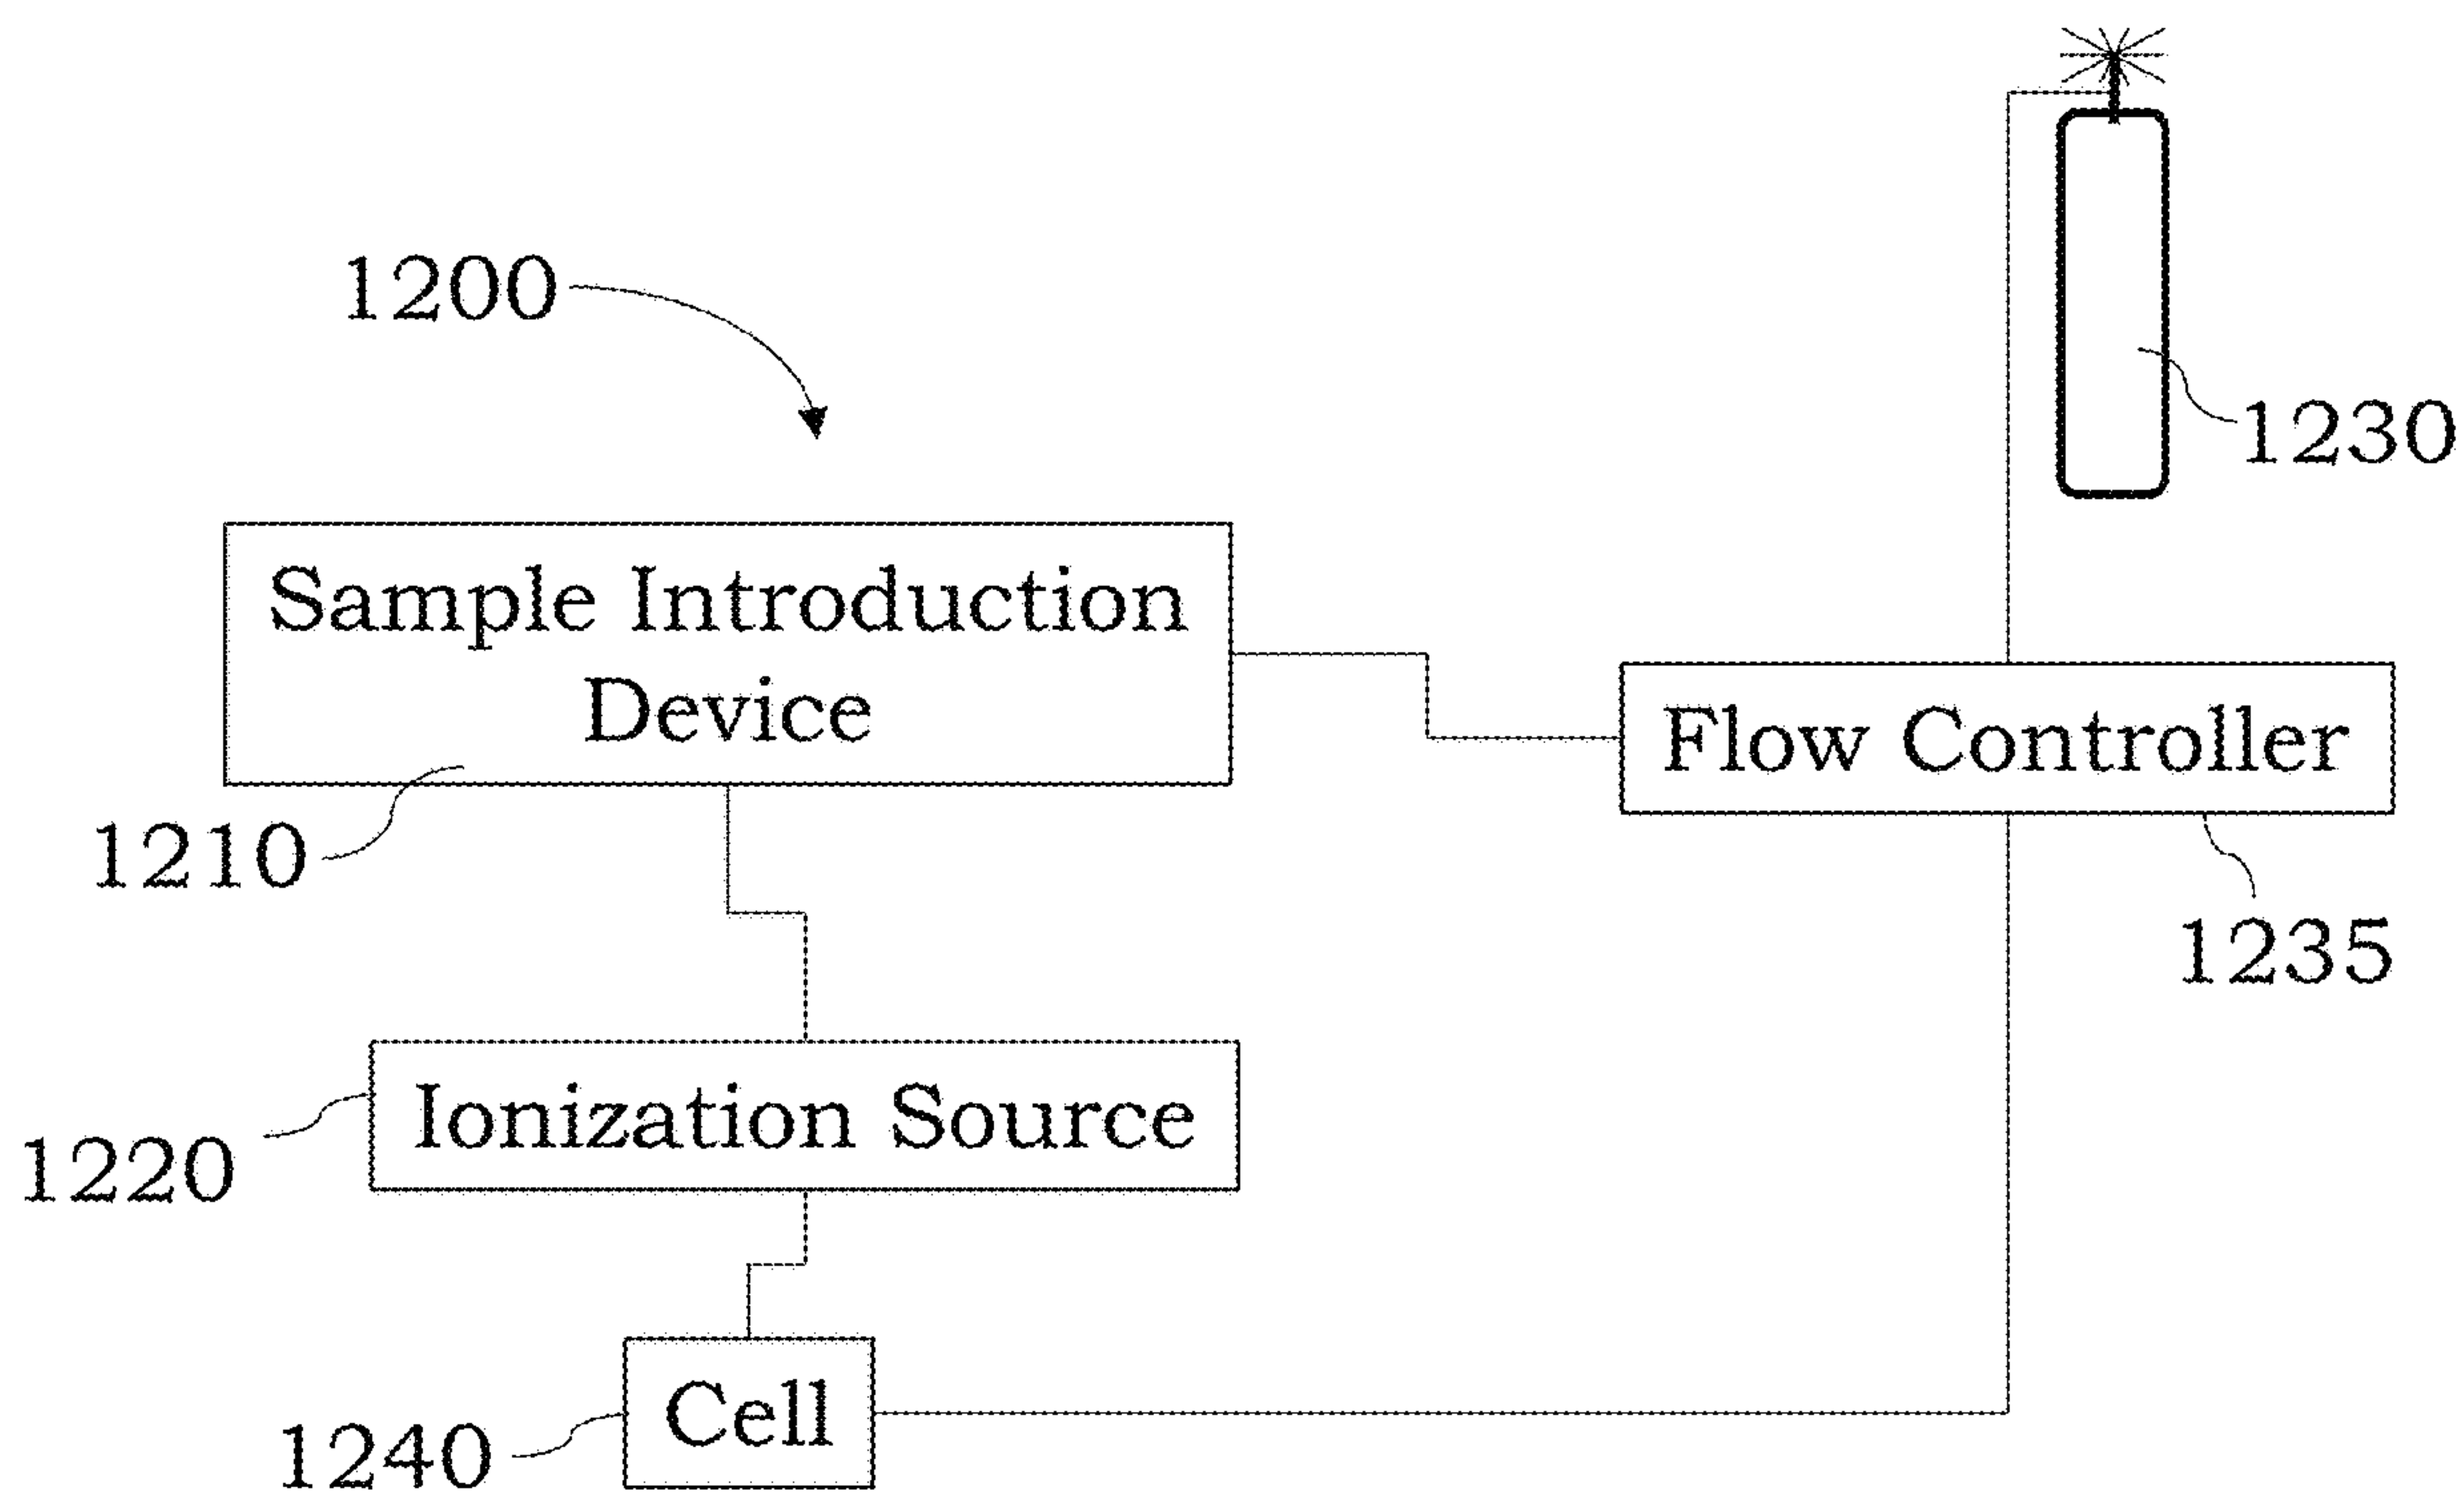 1200
1230
Sample Introduction
Device
Flow Controller
1210
1235
Ionization Source
1220
Cell
1240